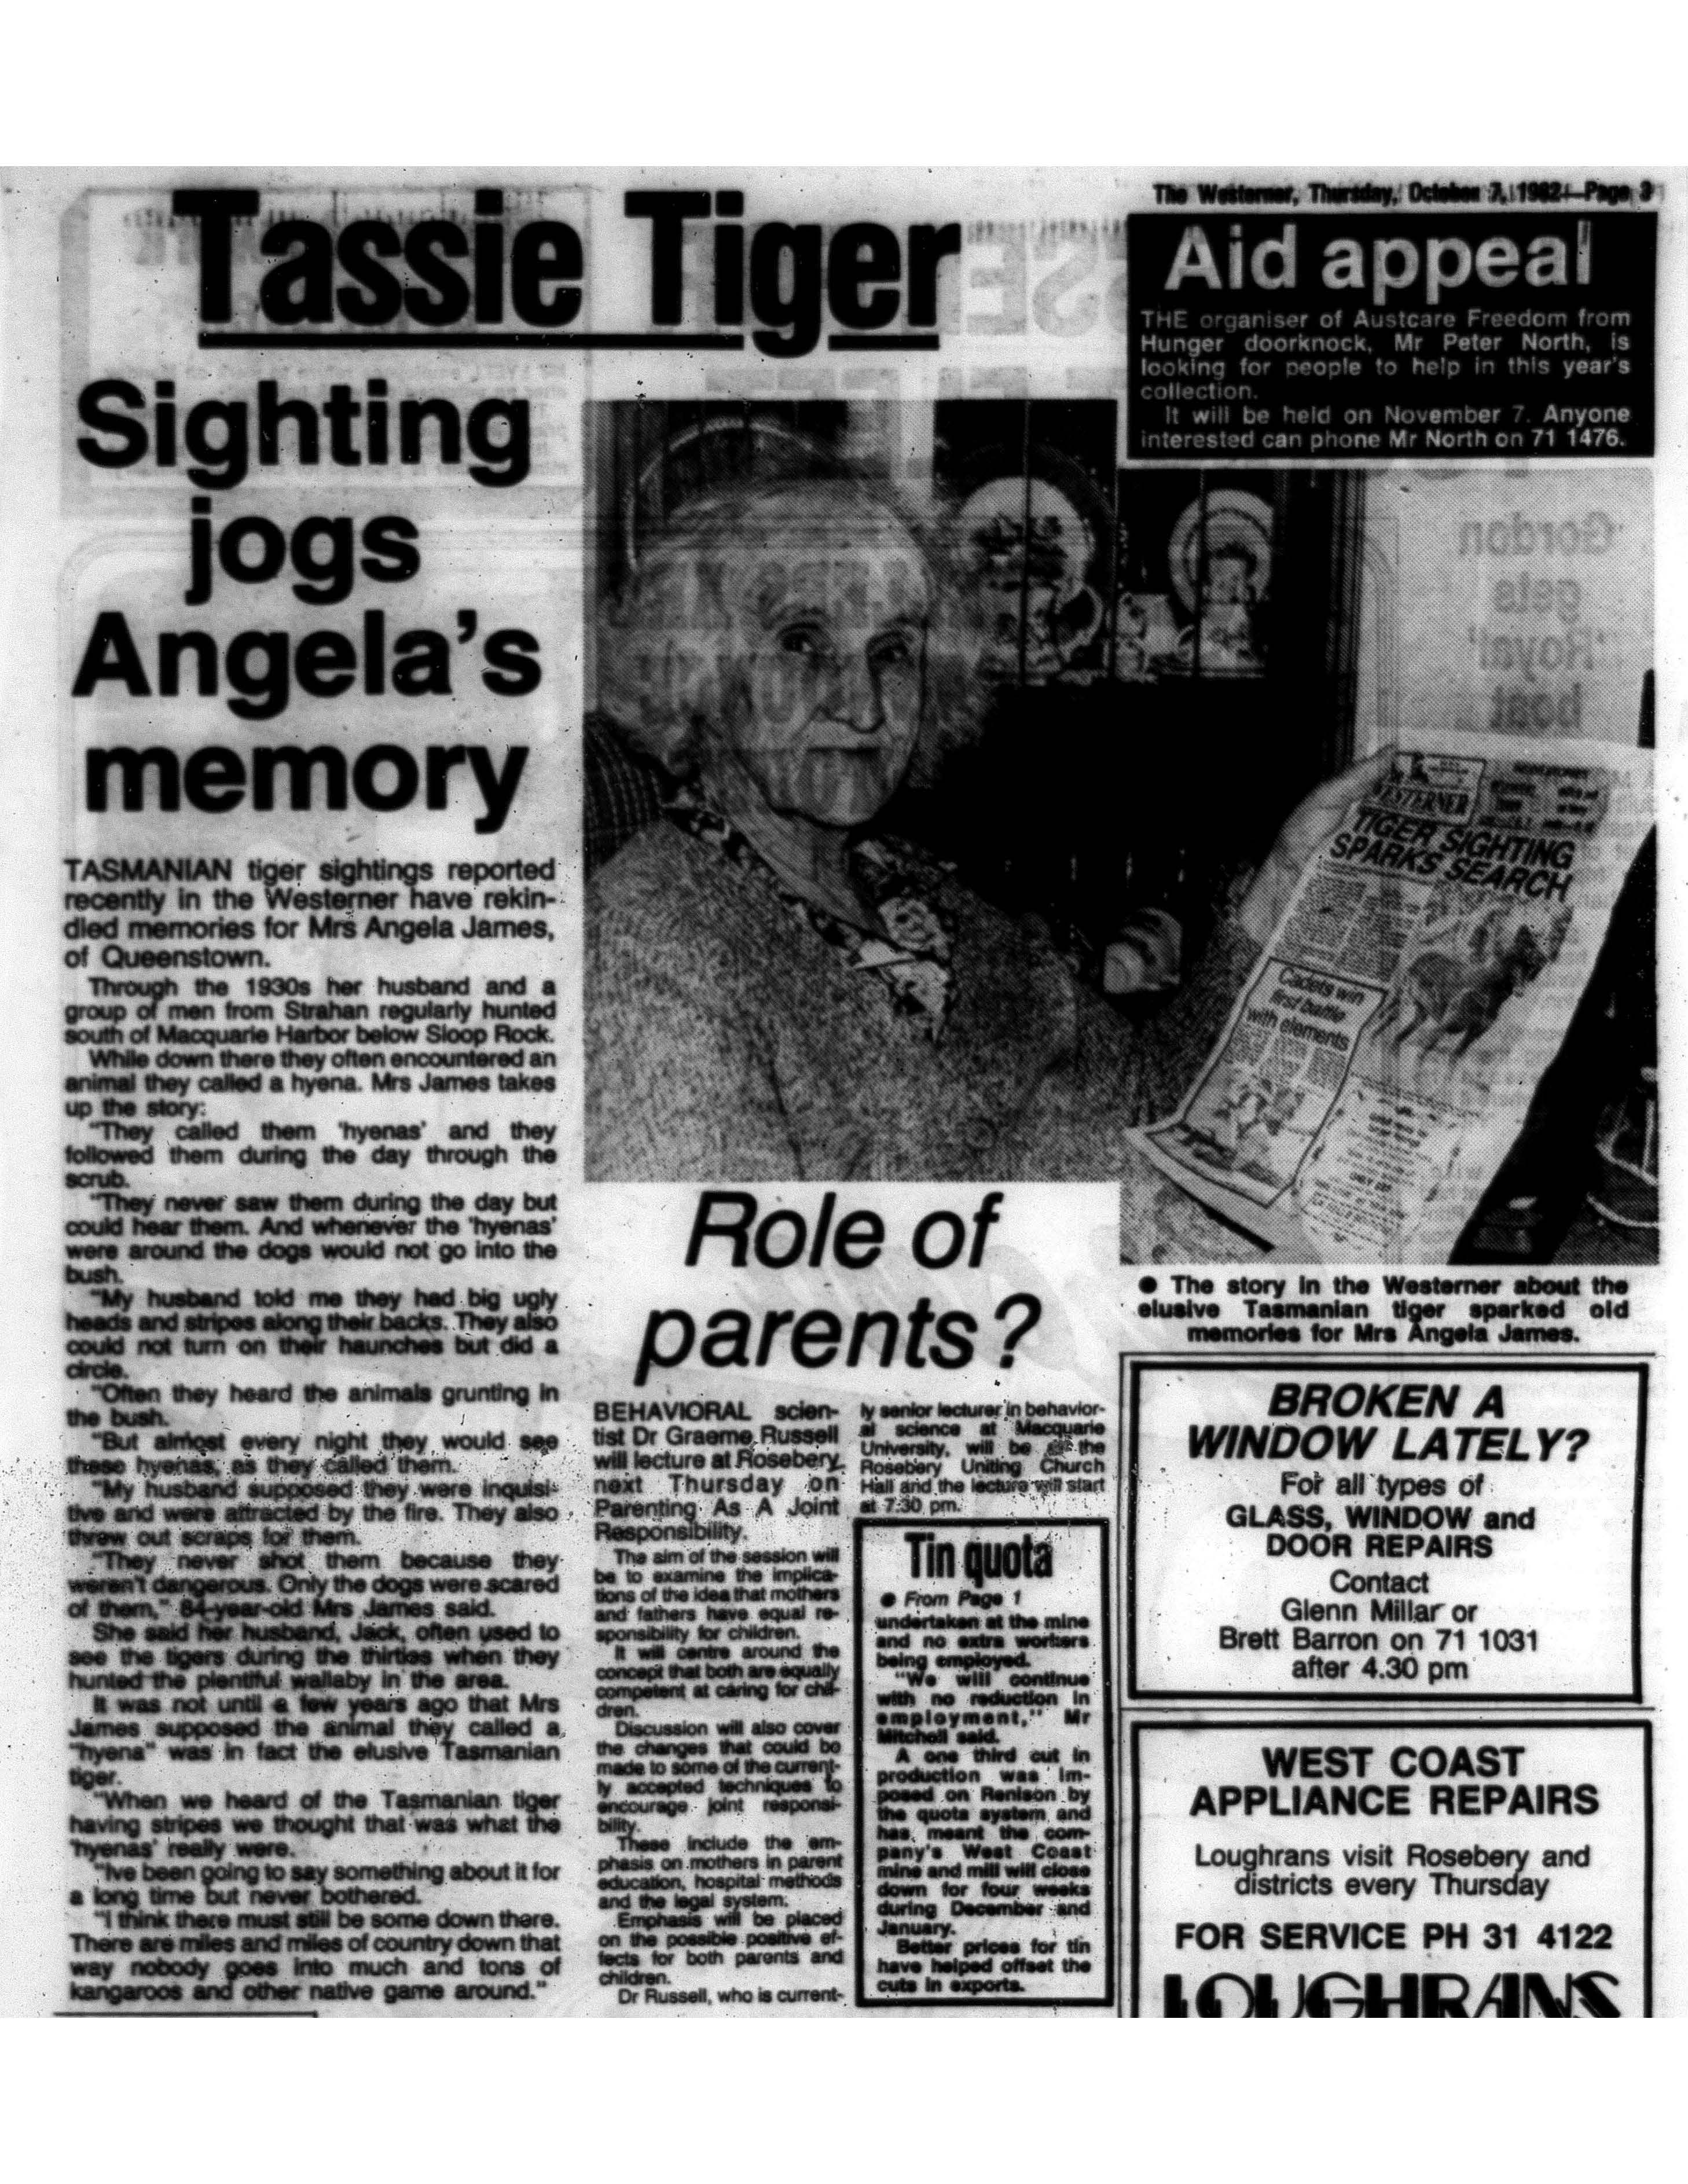 The Westerner, Thursday, October 7, 1982—Page 3
Tassie Tiger
Sighting
jogs
Angela's
memory
TASMANIAN tiger sightings reported
recently in the Westerner have rekin-
dled memories for Mrs Angela James,
of Queenstown.
Through the 1930s her husband and a
group of men from Strahan regularly hunted
south of Macquarie Harbor below Sloop Rock.
While down there they often encountered an
animal they called a hyena. Mrs James takes
up the story:
"They called them 'hyenas' and they
followed them during the day through the
scrub.
"They never saw them during the day but
could hear them. And whenever the 'hyenas'
were around the dogs would not go into the
bush.
"My husband told me they had big ugly
heads and stripes along their backs. They also
could not turn on their haunches but did a
circle.
"Often they heard the animals grunting in
the bush.
"But almost every night they would see
these hyenas, as they called them.
"My husband supposed they were inquisi-
tive and were attracted by the fire. They also
threw out scraps for them.
"They never shot them because they
weren't dangerous. Only the dogs were scared
of them," 84-year-old Mrs James said.
She said her husband, Jack, often used to
see the tigers during the thirties when they
hunted the plentiful wallaby in the area.
It was not until a few years ago that Mrs
James supposed the animal they called a
"hyena" was in fact the elusive Tasmanian
tiger.
"When we heard of the Tasmanian tiger
having stripes we thought that was what the
'hyenas' really were.
"Ive been going to say something about it for
a long time but never bothered.
"I think there must still be some down there.
There are miles and miles of country down that
way nobody goes into much and tons of
kangaroos and other native game around."
Aid appeal
THE organiser of Austcare Freedom from
Hunger doorknock, Mr Peter North, is
looking for people to help in this year's
collection.
It will be held on November 7. Anyone
interested can phone Mr North on 71 1476.
WESTERNER
TIGER SIGHTING
SPARKS SEARCH
Cadets win
first battle
with elements
● The story in the Westerner about the
elusive Tasmanian tiger sparked old
memories for Mrs Angela James.
Role of
parents?
BEHAVIORAL scien-
tist Dr Graeme Russell
will lecture at Rosebery
next Thursday on
Parenting As A Joint
Responsibility.
The aim of the session will
be to examine the implica-
tions of the idea that mothers
and fathers have equal re-
sponsibility for children.
It will centre around the
concept that both are equally
competent at caring for chil-
dren.
Discussion will also cover
the changes that could be
made to some of the current-
ly accepted techniques to
encourage joint responsi-
bility.
These include the em-
phasis on mothers in parent
education, hospital methods
and the legal system.
Emphasis will be placed
on the possible positive ef-
fects for both parents and
children.
Dr Russell, who is current-
ly senior lecturer in behavior-
al science at Macquarie
University, will be at the
Rosebery Uniting Church
Hall and the lecture will start
at 7:30 pm.
Tin quota
● From Page 1
undertaken at the mine
and no extra workers
being employed.
"We will continue
with no reduction in
employment," Mr
Mitchell said.
A one third cut in
production was im-
posed on Renison by
the quota system and
has meant the com-
pany's West Coast
mine and mill will close
down for four weeks
during December and
January.
Better prices for tin
have helped offset the
cuts in exports.
BROKEN A
WINDOW LATELY?
For all types of
GLASS, WINDOW and
DOOR REPAIRS
Contact
Glenn Millar or
Brett Barron on 71 1031
after 4.30 pm
WEST COAST
APPLIANCE REPAIRS
Loughrans visit Rosebery and
districts every Thursday
FOR SERVICE PH 31 4122
LOUGHRANS